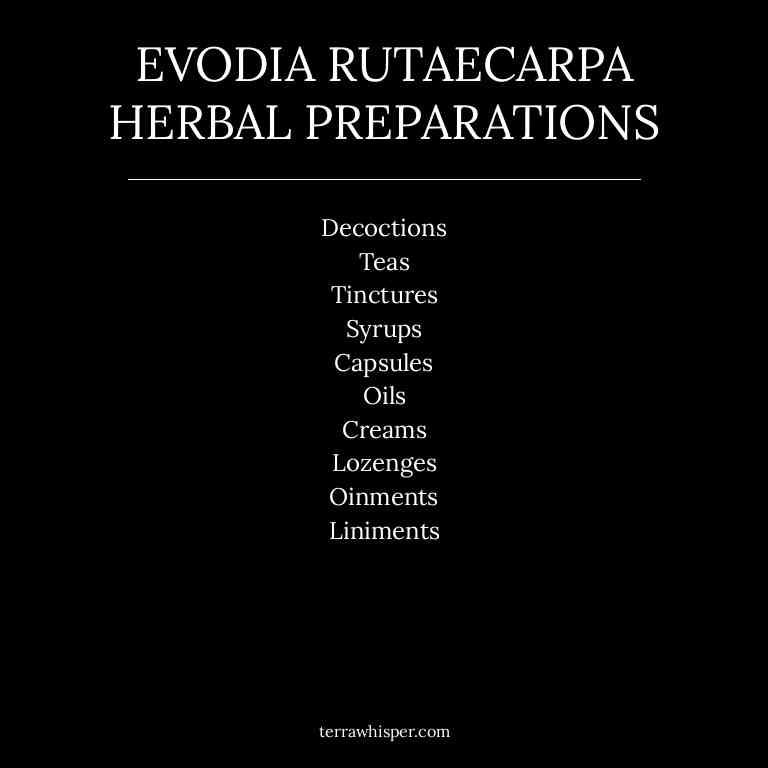 EVODIA RUTAECARPA
HERBAL PREPARATIONS
Decoctions
Teas
Tinctures
Syrups
Capsules
Oils
Creams
Lozenges
Oinments
Liniments
terrawhisper.com